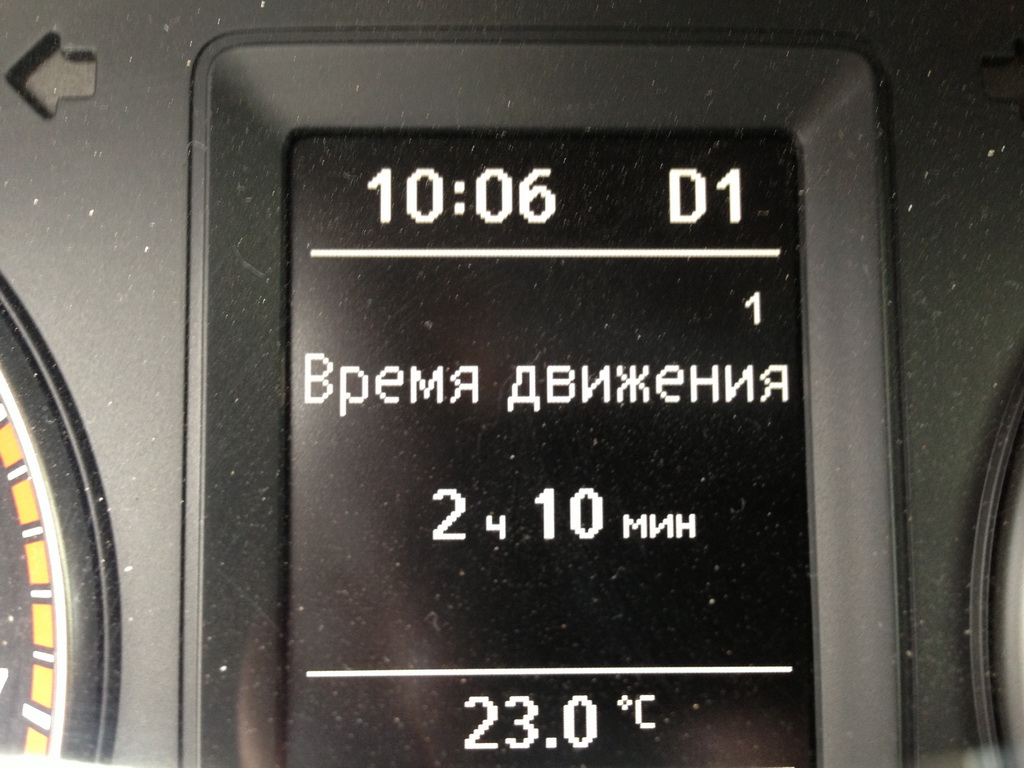 10:06 D1
1
Время движения
2 ч 10 мин
23.0 °C